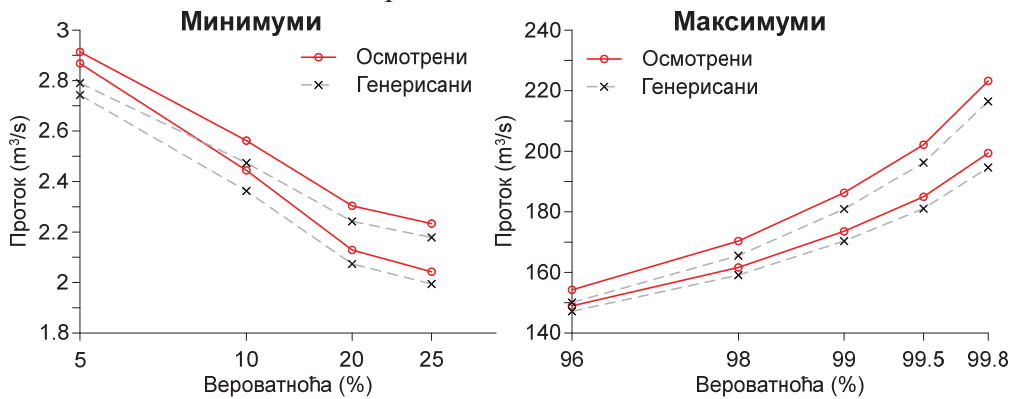 Минимуми
3
2.8
2.6
2.4
2.2
2
1.8
Проток (m³/s)
Осмотрени
Генерисани
5
10
20
25
Вероватноћа (%)
Максимуми
240
220
200
180
160
140
Проток (m³/s)
Осмотрени
Генерисани
96
98
99
99.5
99.8
Вероватноћа (%)